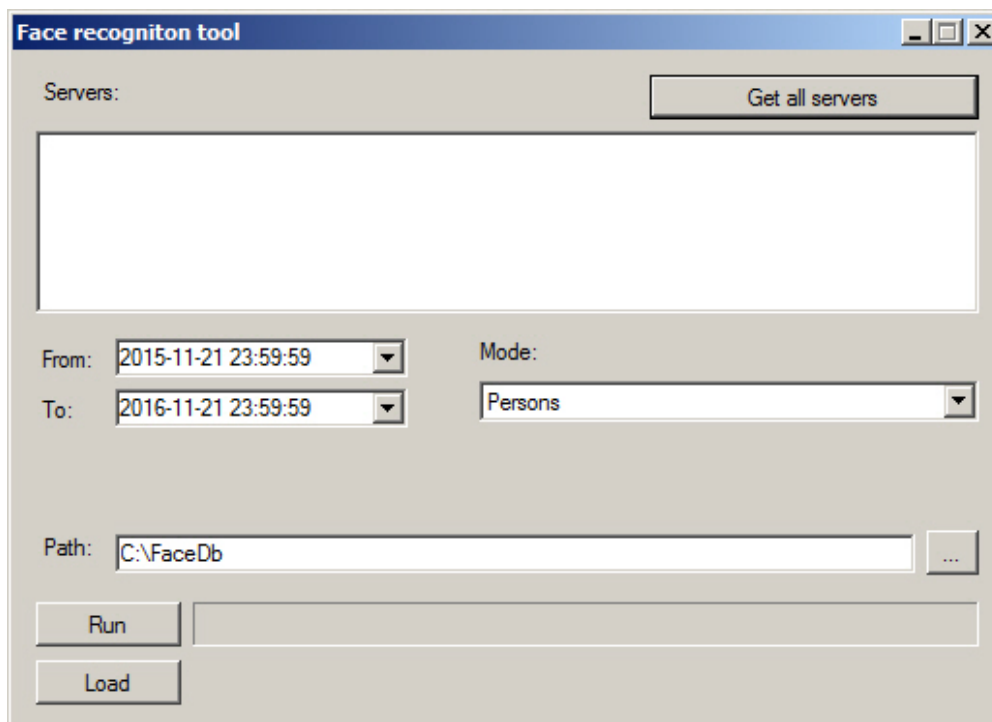 Face recogniton tool
Servers:
Get all servers
From:
2015-11-21 23:59:59
Mode:
To:
2016-11-21 23:59:59
Persons
Path:
C:\FaceDb
...
Run
Load